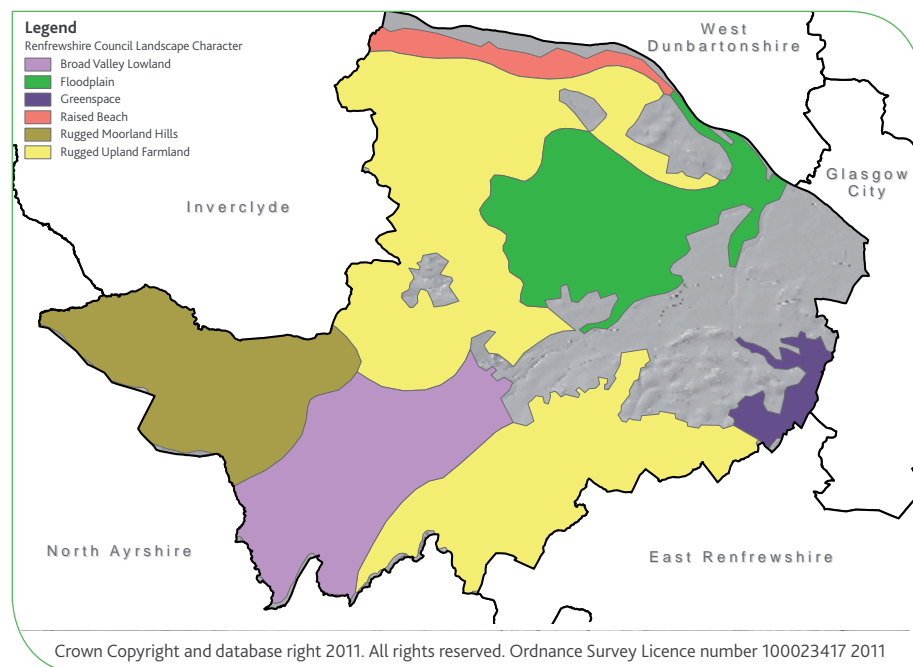 Legend
Renfrewshire Council Landscape Character
Broad Valley Lowland
Floodplain
Greenspace
Raised Beach
Rugged Moorland Hills
Rugged Upland Farmland
West
Dunbartonshire
Glasgow
City
Inverclyde
North Ayrshire
East Renfrewshire
Crown Copyright and database right 2011. All rights reserved. Ordnance Survey Licence number 100023417 2011